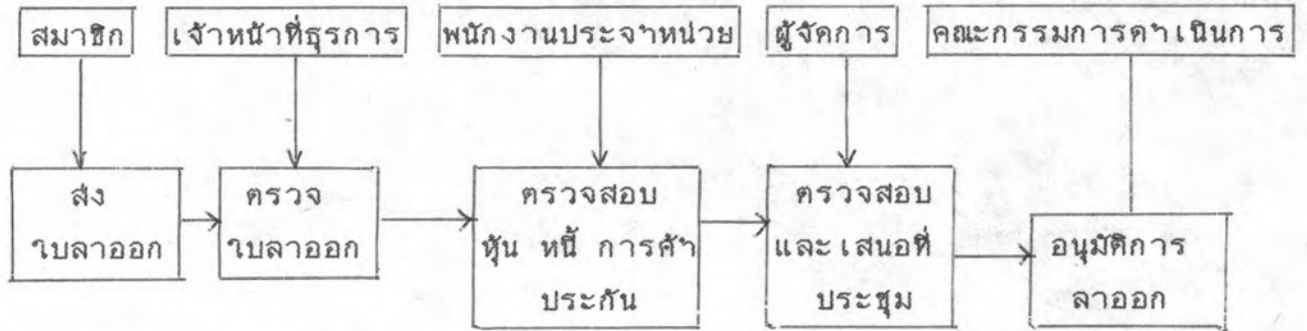 สมาชิก เจ้าหน้าที่ธุรการ พนักงานประจำหน่วย ผู้จัดการ คณะกรรมการดำเนินการ
ส่ง ตรวจ ตรวจสอบ ตรวจสอบ
ใบลาออก ใบลาออก หุ้น หนี้ การค้ำ และเสนอที่ อนุมัติการ
ประกัน ประชุม ลาออก